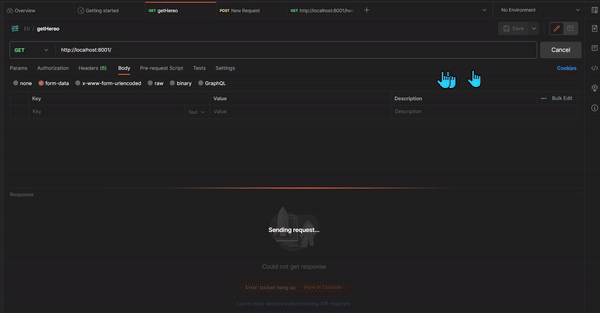 Overview
Getting started
GET getHereo
POST New Request
GET http://localhost:8001/h
No Environment
Eli / getHereo
Save
GET
http://localhost:8001/
Cancel
Params
Authorization
Headers (6)
Body
Pre-request Script
Tests
Settings
Cookies
none
form-data
x-www-form-urlencoded
raw
binary
GraphQL
Key
Value
Description
Bulk Edit
Key
Text
Value
Description
Response
Sending request...
Could not get response
Error: socket hang up
View in Console
Learn more about troubleshooting API requests